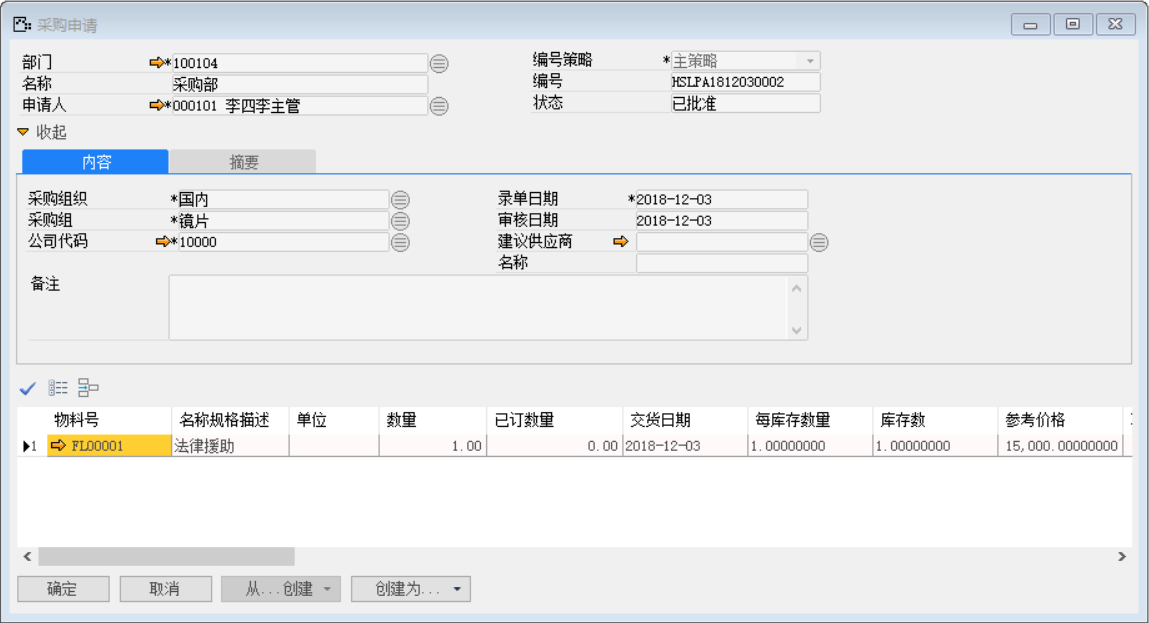 采购申请
部门 *100104 编号策略 *主策略
名称 采购部 编号 HSLPA1812030002
申请人 *000101 李四李主管 状态 已批准
收起
内容 摘要
采购组织 *国内 录单日期 *2018-12-03
采购组 *镜片 审核日期 2018-12-03
公司代码 *10000 建议供应商
名称
备注
物料号 名称规格描述 单位 数量 已订数量 交货日期 每库存数量 库存数 参考价格
1 FL00001 法律援助 1.00 0.00 2018-12-03 1.00000000 1.00000000 15,000.00000000
确定 取消 从...创建 创建为...